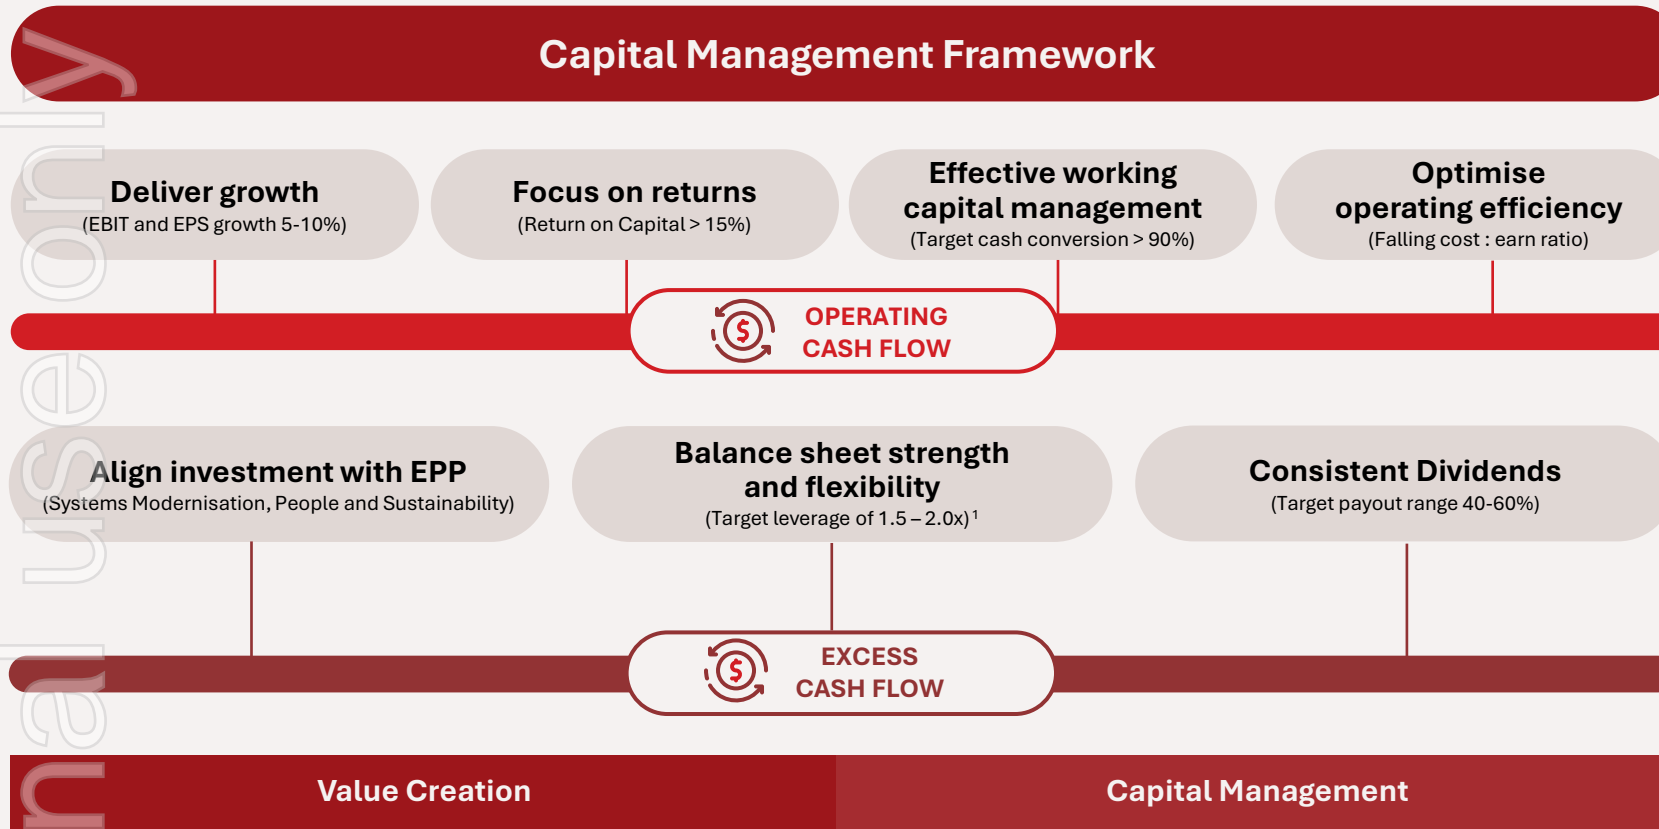 Capital Management Framework
Deliver growth
(EBIT and EPS growth 5-10%)
Focus on returns
(Return on Capital > 15%)
Effective working
capital management
(Target cash conversion > 90%)
Optimise
operating efficiency
(Falling cost : earn ratio)
$
OPERATING
CASH FLOW
Align investment with EPP
(Systems Modernisation, People and Sustainability)
Balance sheet strength
and flexibility
(Target leverage of 1.5 – 2.0x) 1
Consistent Dividends
(Target payout range 40-60%)
$
EXCESS
CASH FLOW
Value Creation
Capital Management
nal use only